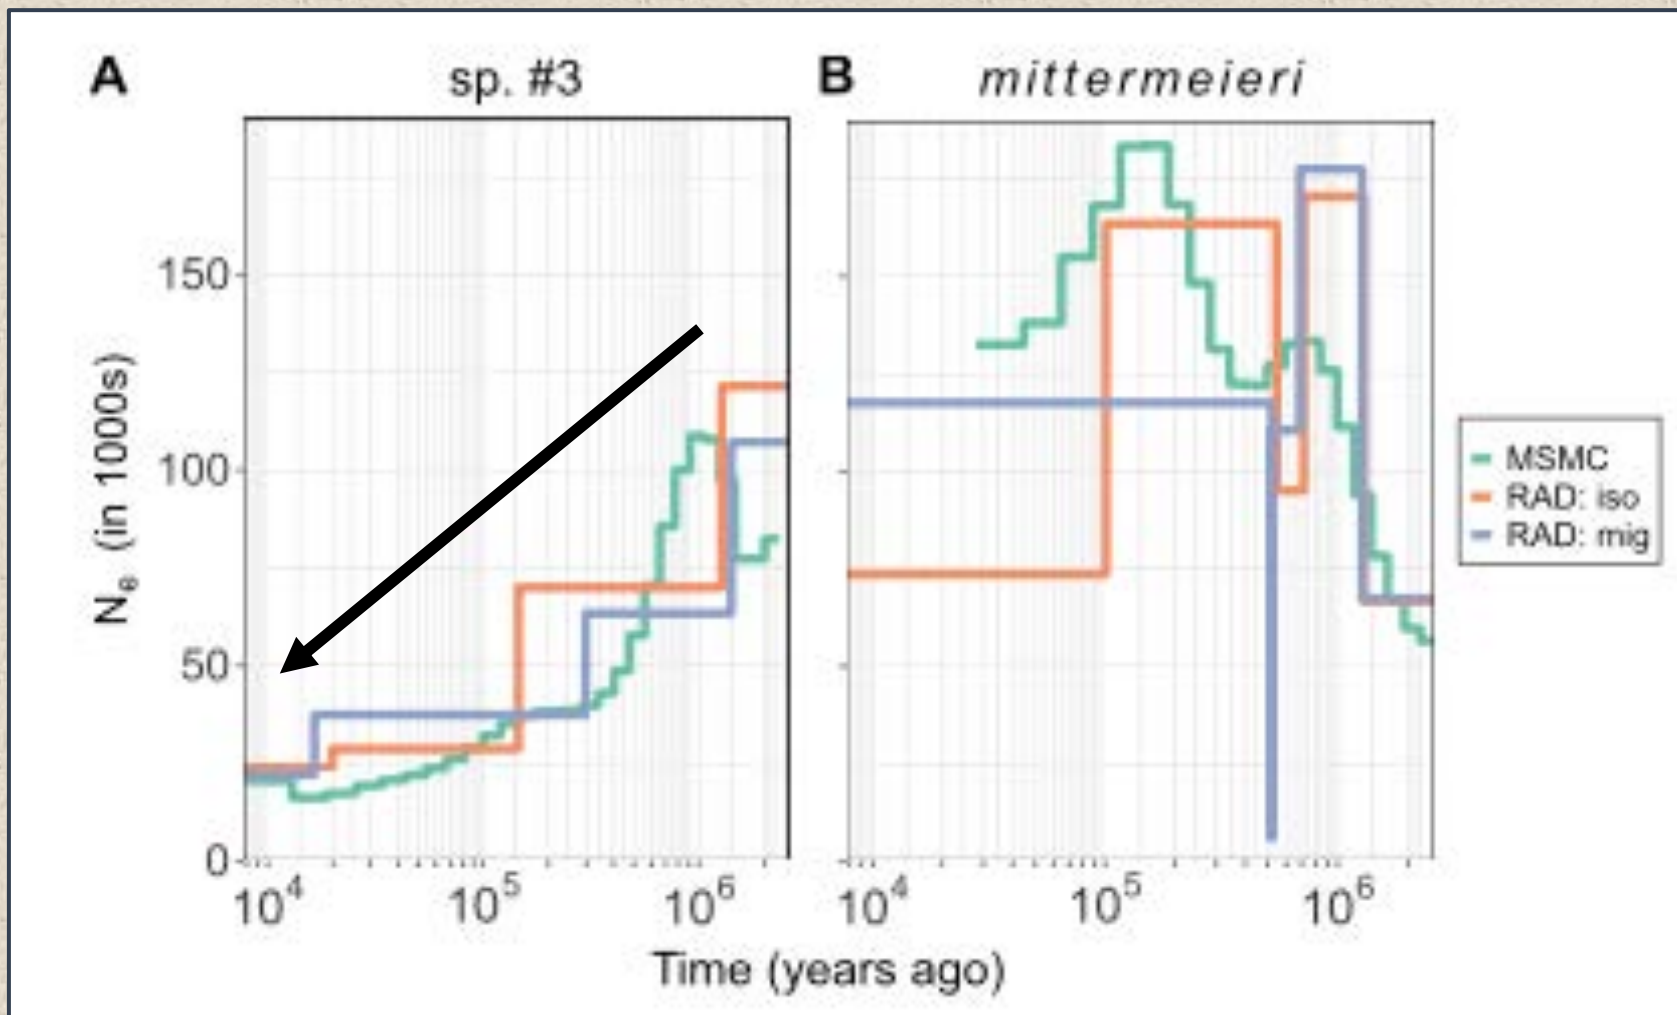 A
sp. #3
B
mittermeieri
Nₑ (in 1000s)
150
100
50
0
10⁴
10⁵
10⁶
10⁴
10⁵
10⁶
Time (years ago)
MSMC
RAD: iso
RAD: mig